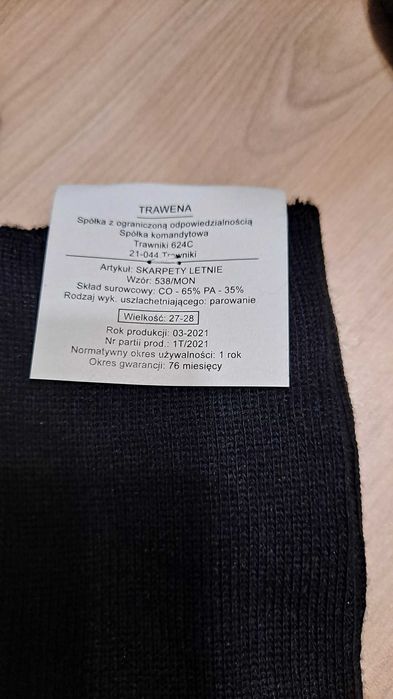 TRAWENA
Spółka z ograniczoną odpowiedzialnością
Spółka komandytowa
Trawniki 624C
21-044 Trawniki
Artykuł: SKARPETY LETNIE
Wzór: 538/MON
Skład surowcowy: CO - 65% PA - 35%
Rodzaj wyk. uszlachetniającego: parowanie
Wielkość: 27-28
Rok produkcji: 03-2021
Nr partii prod.: 1T/2021
Normatywny okres używalności: 1 rok
Okres gwarancji: 76 miesięcy